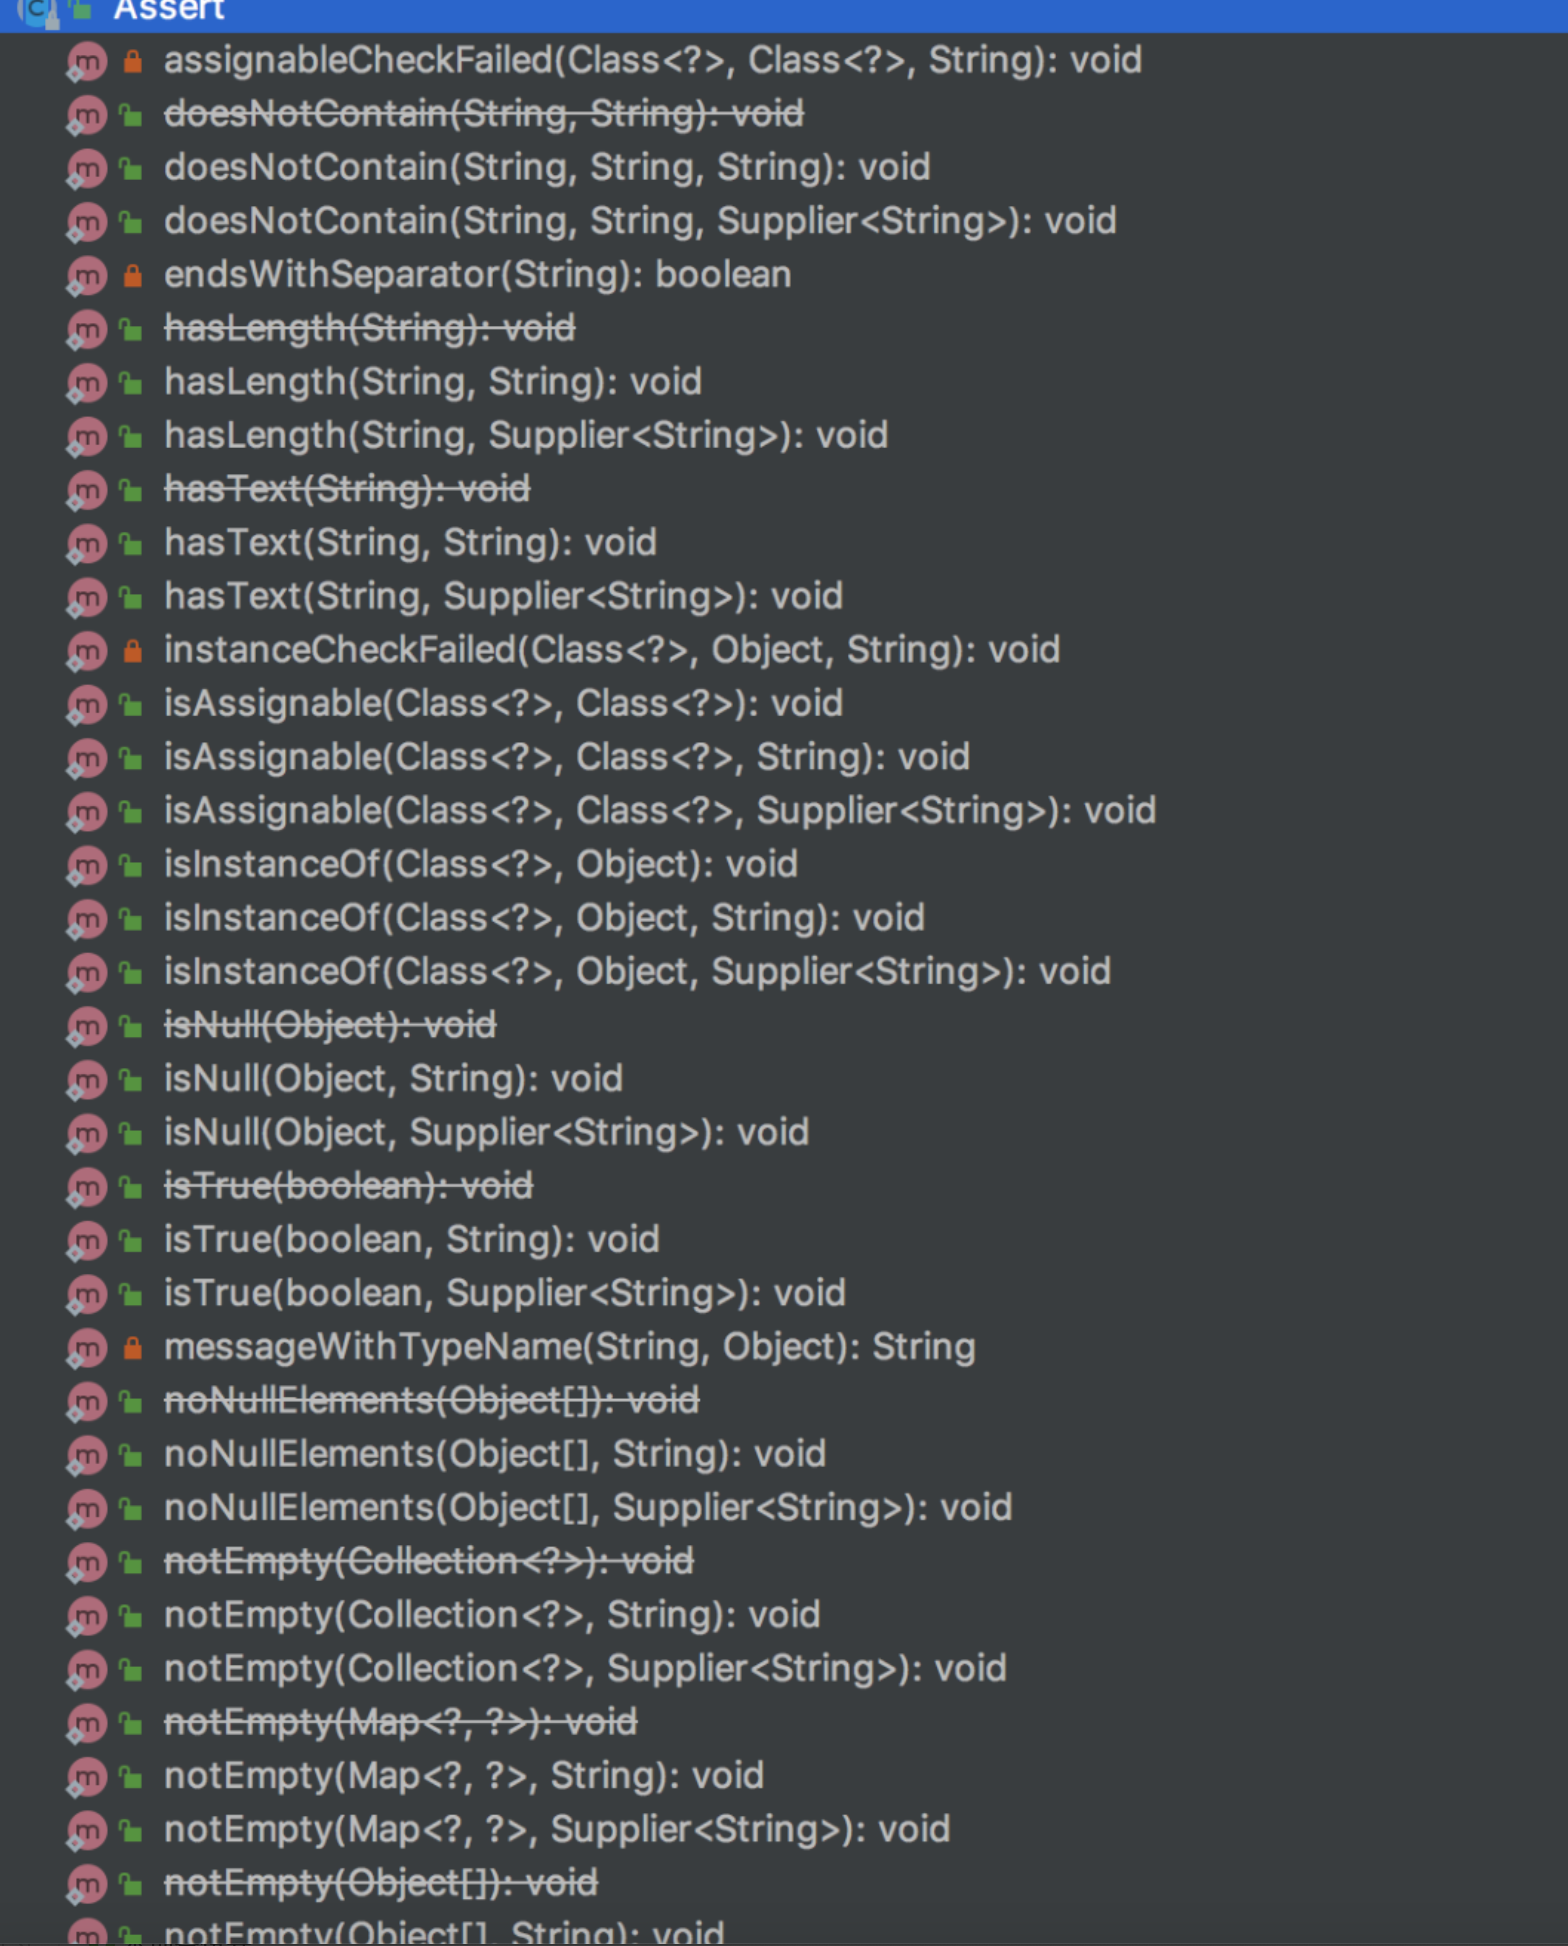 Assert
assignableCheckFailed(Class<?>, Class<?>, String): void
doesNotContain(String, String): void
doesNotContain(String, String, String): void
doesNotContain(String, String, Supplier<String>): void
endsWithSeparator(String): boolean
hasLength(String): void
hasLength(String, String): void
hasLength(String, Supplier<String>): void
hasText(String): void
hasText(String, String): void
hasText(String, Supplier<String>): void
instanceCheckFailed(Class<?>, Object, String): void
isAssignable(Class<?>, Class<?>): void
isAssignable(Class<?>, Class<?>, String): void
isAssignable(Class<?>, Class<?>, Supplier<String>): void
isInstanceOf(Class<?>, Object): void
isInstanceOf(Class<?>, Object, String): void
isInstanceOf(Class<?>, Object, Supplier<String>): void
isNull(Object): void
isNull(Object, String): void
isNull(Object, Supplier<String>): void
isTrue(boolean): void
isTrue(boolean, String): void
isTrue(boolean, Supplier<String>): void
messageWithTypeName(String, Object): String
noNullElements(Object[]): void
noNullElements(Object[], String): void
noNullElements(Object[], Supplier<String>): void
notEmpty(Collection<?>): void
notEmpty(Collection<?>, String): void
notEmpty(Collection<?>, Supplier<String>): void
notEmpty(Map<?, ?>): void
notEmpty(Map<?, ?>, String): void
notEmpty(Map<?, ?>, Supplier<String>): void
notEmpty(Object[]): void
notEmpty(Object[], String): void